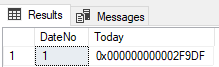 Results Messages
DateNo Today
1 1 0x000000000002F9DF